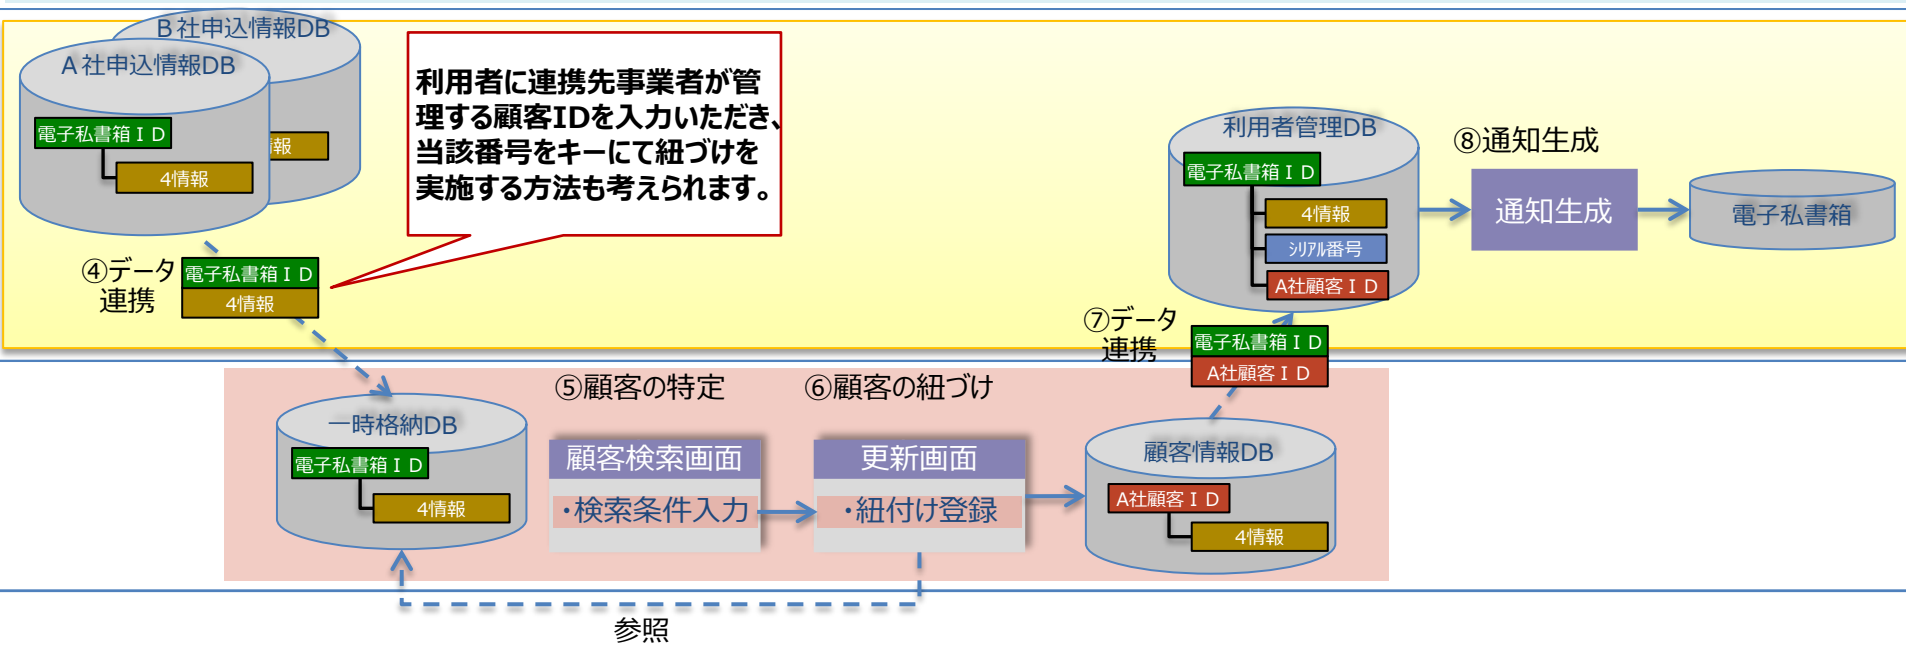 B社申込情報DB
A社申込情報DB
電子私書箱ID
4情報
情報
利用者に連携先事業者が管
理する顧客IDを入力いただき、
当該番号をキーにて紐づけを
実施する方法も考えられます。
④データ
連携
電子私書箱ID
4情報
利用者管理DB
電子私書箱ID
4情報
シリアル番号
A社顧客ID
⑧通知生成
通知生成
電子私書箱
⑦データ
連携
電子私書箱ID
A社顧客ID
一時格納DB
電子私書箱ID
4情報
⑤顧客の特定
顧客検索画面
・検索条件入力
⑥顧客の紐づけ
更新画面
・紐付け登録
顧客情報DB
A社顧客ID
4情報
参照